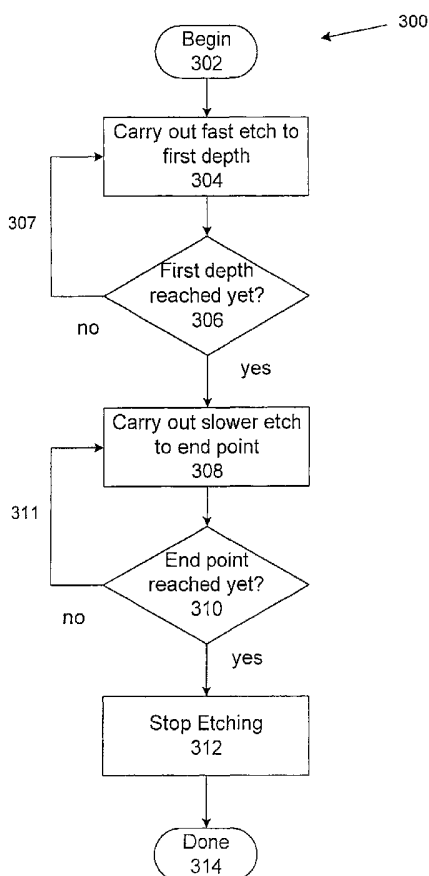 300
Begin
302
Carry out fast etch to
first depth
304
307
First depth
reached yet?
306
no
yes
Carry out slower etch
to end point
308
311
End point
reached yet?
310
no
yes
Stop Etching
312
Done
314